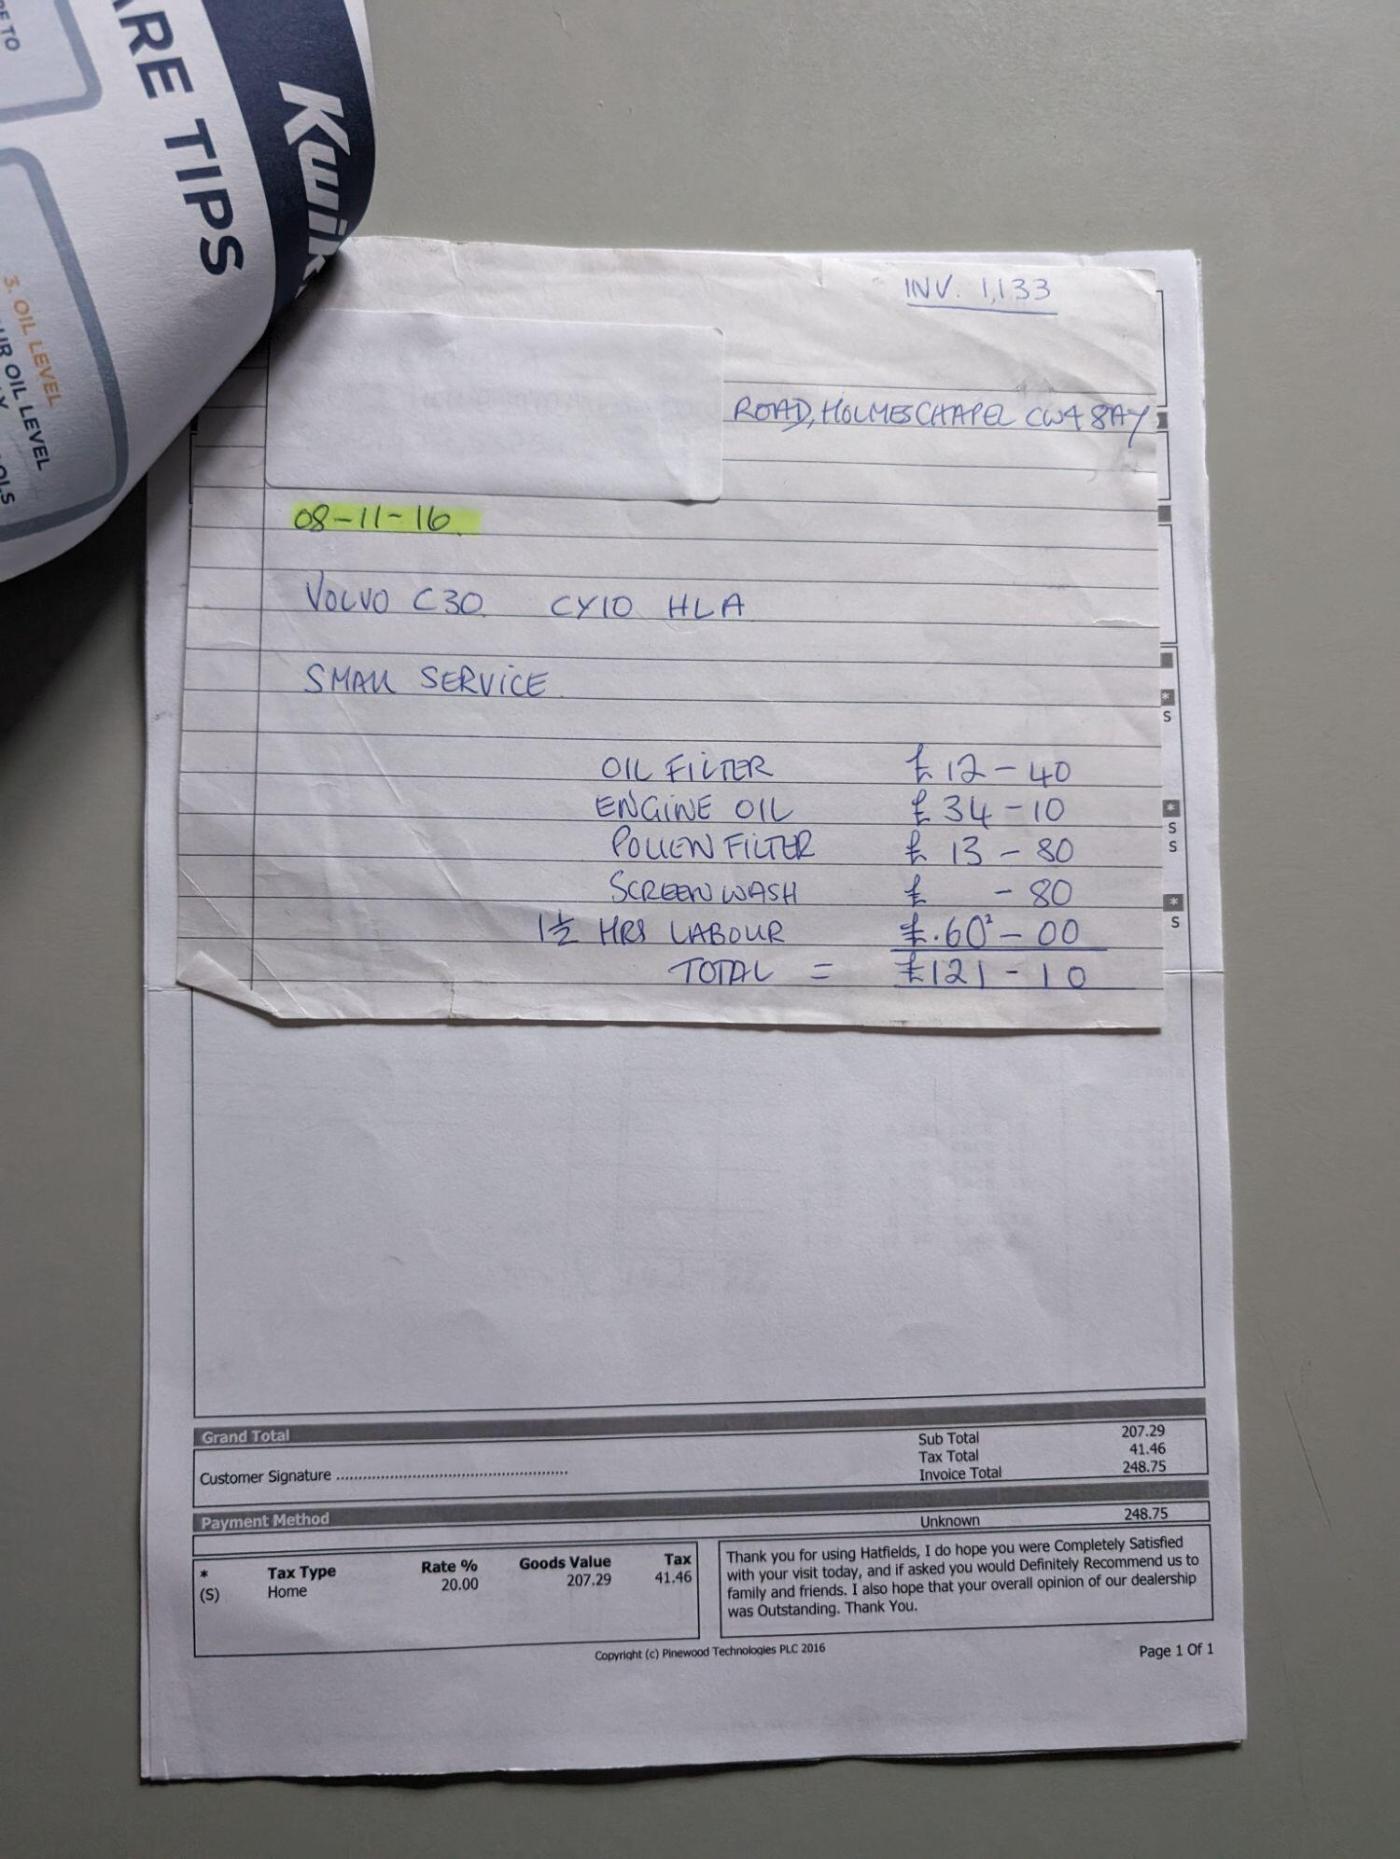 ARE TIPS
Kwik
3. OIL LEVEL
OIL LEVEL
INV. 1,133
ROAD, HOLMES CHAPEL CW4 8AY
08-11-16
VOLVO C30 CY10 HLA
SMALL SERVICE
OIL FILTER £12-40
ENGINE OIL £34-10
POLLEN FILTER £13-80
SCREEN WASH £ -80
1½ HRS LABOUR £.60-00
TOTAL = £121-10
*
S
*
S
S
*
S
Grand Total
Sub Total 207.29
Tax Total 41.46
Customer Signature
Invoice Total 248.75
Payment Method
Unknown 248.75
* Tax Type Rate % Goods Value Tax
(S) Home 20.00 207.29 41.46
Thank you for using Hatfields, I do hope you were Completely Satisfied
with your visit today, and if asked you would Definitely Recommend us to
family and friends. I also hope that your overall opinion of our dealership
was Outstanding. Thank You.
Copyright (c) Pinewood Technologies PLC 2016
Page 1 Of 1